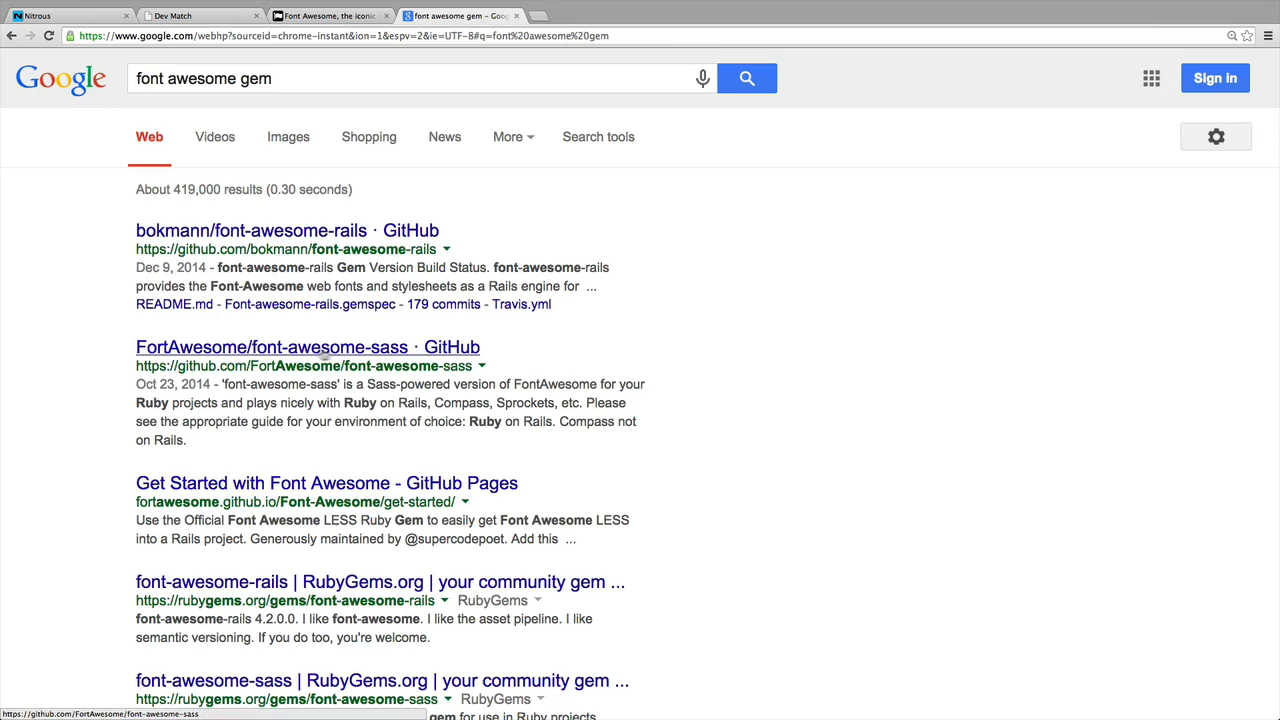 Nitrous
Dev Match
Font Awesome, the iconic
font awesome gem - Goo
https://www.google.com/webhp?sourceid=chrome-instant&ion=1&espv=2&ie=UTF-8#q=font%20awesome%20gem
Google
font awesome gem
Sign in
Web Videos Images Shopping News More Search tools
About 419,000 results (0.30 seconds)
bokmann/font-awesome-rails · GitHub
https://github.com/bokmann/font-awesome-rails
Dec 9, 2014 - font-awesome-rails Gem Version Build Status. font-awesome-rails
provides the Font-Awesome web fonts and stylesheets as a Rails engine for ...
README.md - Font-awesome-rails.gemspec - 179 commits - Travis.yml
FortAwesome/font-awesome-sass · GitHub
https://github.com/FortAwesome/font-awesome-sass
Oct 23, 2014 - 'font-awesome-sass' is a Sass-powered version of FontAwesome for your
Ruby projects and plays nicely with Ruby on Rails, Compass, Sprockets, etc. Please
see the appropriate guide for your environment of choice: Ruby on Rails. Compass not
on Rails.
Get Started with Font Awesome - GitHub Pages
fortawesome.github.io/Font-Awesome/get-started/
Use the Official Font Awesome LESS Ruby Gem to easily get Font Awesome LESS
into a Rails project. Generously maintained by @supercodepoet. Add this ...
font-awesome-rails | RubyGems.org | your community gem ...
https://rubygems.org/gems/font-awesome-rails RubyGems
font-awesome-rails 4.2.0.0. I like font-awesome. I like the asset pipeline. I like
semantic versioning. If you do too, you're welcome.
font-awesome-sass | RubyGems.org | your community gem ...
https://rubygems.org/gems/font-awesome-sass RubyGems
gem for use in Ruby projects
https://github.com/FortAwesome/font-awesome-sass